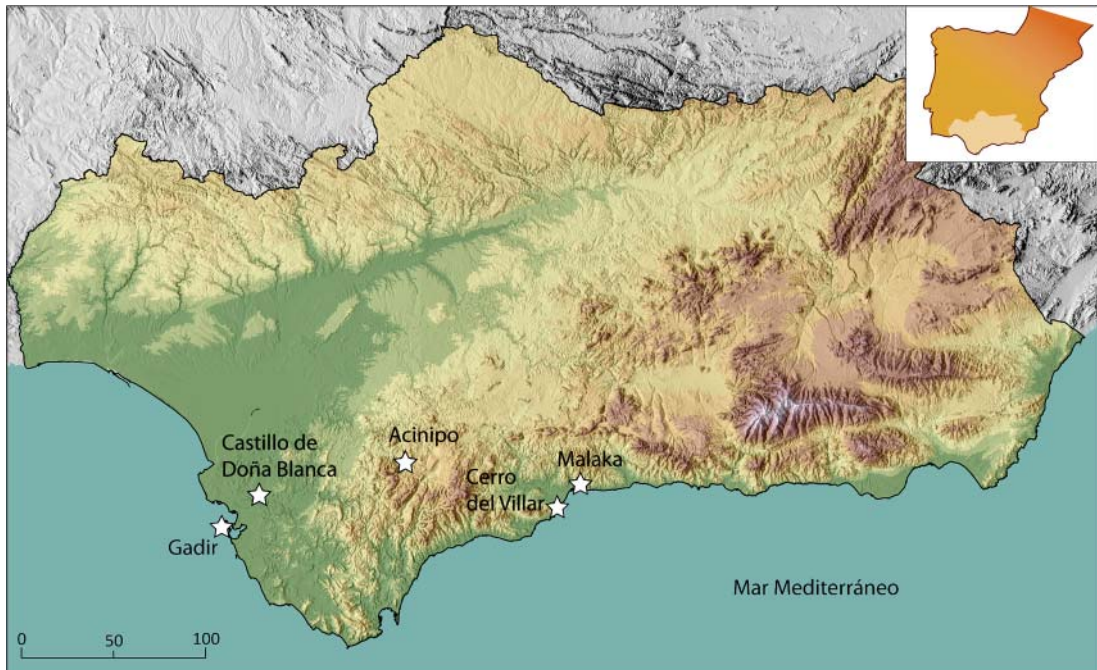 Castillo de
Doña Blanca
Acinipo
Malaka
Cerro
del Villar
Gadir
Mar Mediterráneo
0 50 100